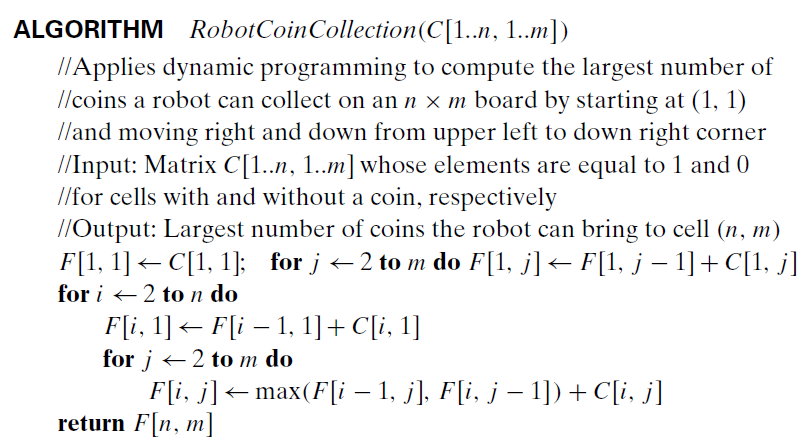 ALGORITHM RobotCoinCollection(C[1..n, 1..m])
//Applies dynamic programming to compute the largest number of
//coins a robot can collect on an n × m board by starting at (1, 1)
//and moving right and down from upper left to down right corner
//Input: Matrix C[1..n, 1..m] whose elements are equal to 1 and 0
//for cells with and without a coin, respectively
//Output: Largest number of coins the robot can bring to cell (n, m)
F[1, 1] ← C[1, 1]; for j ← 2 to m do F[1, j] ← F[1, j − 1] + C[1, j]
for i ← 2 to n do
F[i, 1] ← F[i − 1, 1] + C[i, 1]
for j ← 2 to m do
F[i, j] ← max(F[i − 1, j], F[i, j − 1]) + C[i, j]
return F[n, m]